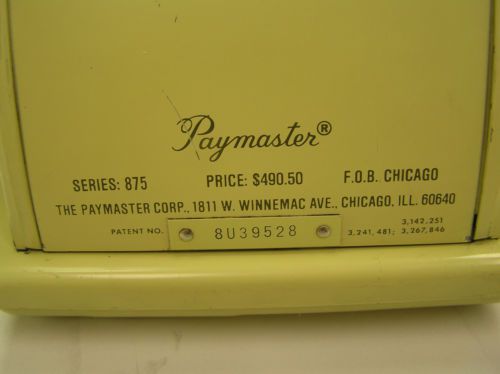 Paymaster®
SERIES: 875 PRICE: $490.50 F.O.B. CHICAGO
THE PAYMASTER CORP., 1811 W. WINNEMAC AVE., CHICAGO, ILL. 60640
3,142,251
PATENT NO. 8U39528 3,241,481; 3,267,846